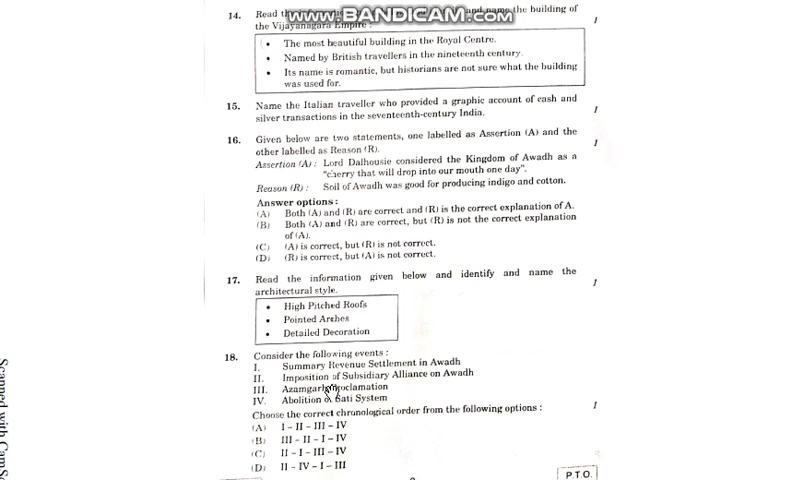 WWW.BANDICAM.COM
14. Read the and name the building of
the Vijayanagara Empire :
1
• The most beautiful building in the Royal Centre.
• Named by British travellers in the nineteenth century.
• Its name is romantic, but historians are not sure what the building
was used for.
15. Name the Italian traveller who provided a graphic account of cash and
silver transactions in the seventeenth-century India.
1
16. Given below are two statements, one labelled as Assertion (A) and the
other labelled as Reason (R).
1
Assertion (A) : Lord Dalhousie considered the Kingdom of Awadh as a
"cherry that will drop into our mouth one day".
Reason (R) : Soil of Awadh was good for producing indigo and cotton.
Answer options :
(A) Both (A) and (R) are correct and (R) is the correct explanation of A.
(B) Both (A) and (R) are correct, but (R) is not the correct explanation
of (A).
(C) (A) is correct, but (R) is not correct.
(D) (R) is correct, but (A) is not correct.
17. Read the information given below and identify and name the
architectural style.
1
• High Pitched Roofs
• Pointed Arches
• Detailed Decoration
18. Consider the following events :
I. Summary Revenue Settlement in Awadh
II. Imposition of Subsidiary Alliance on Awadh
III. Azamgarh Proclamation
IV. Abolition of Sati System
Choose the correct chronological order from the following options :
1
(A) I – II – III – IV
(B) III – II – I – IV
(C) II – I – III – IV
(D) II – IV – I – III
P.T.O.
Scanned with CamSc